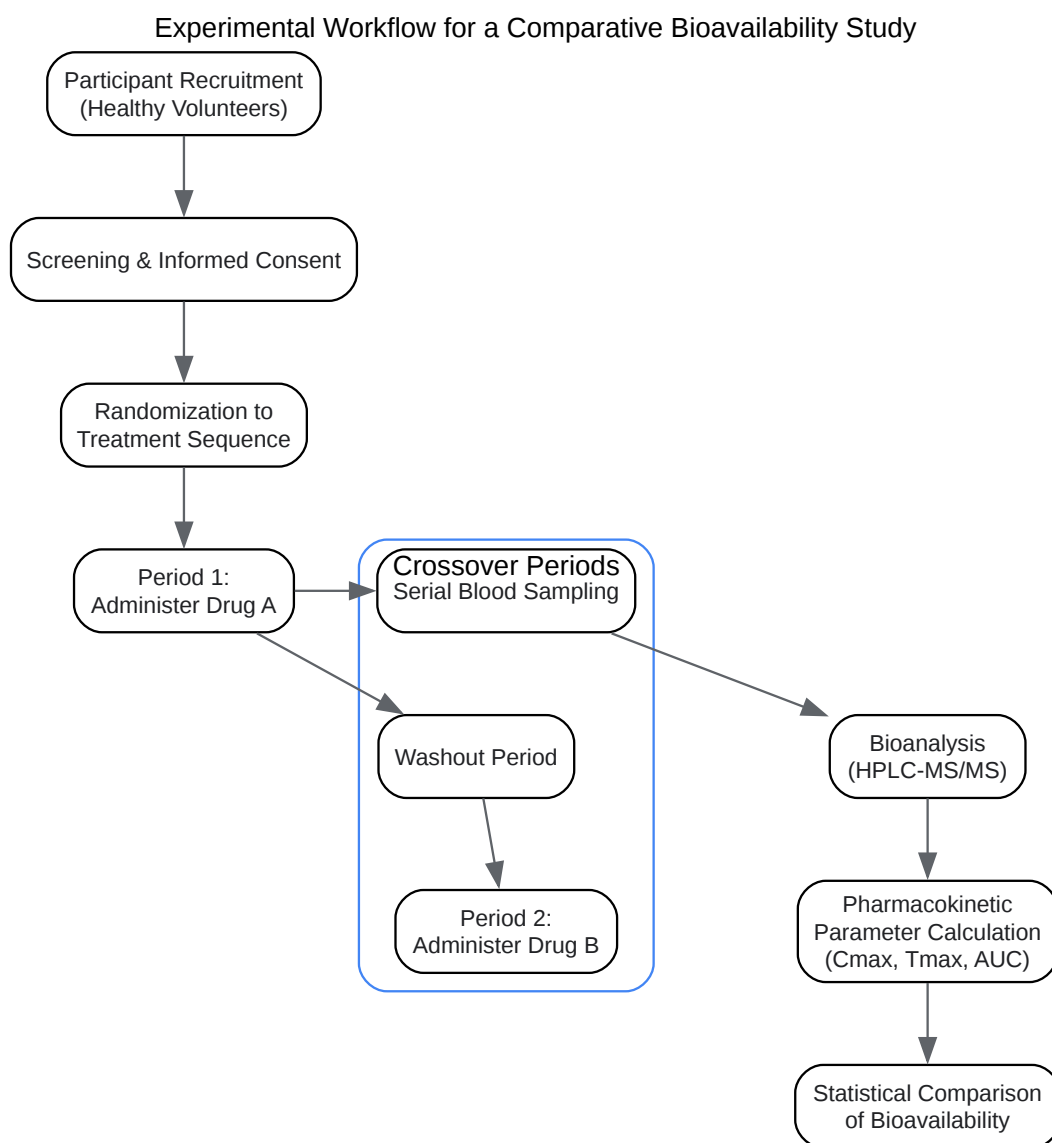 Experimental Workflow for a Comparative Bioavailability Study
Participant Recruitment
(Healthy Volunteers)
Screening & Informed Consent
Randomization to
Treatment Sequence
Period 1:
Administer Drug A
Crossover Periods
Serial Blood Sampling
Washout Period
Period 2:
Administer Drug B
Bioanalysis
(HPLC-MS/MS)
Pharmacokinetic
Parameter Calculation
(Cmax, Tmax, AUC)
Statistical Comparison
of Bioavailability